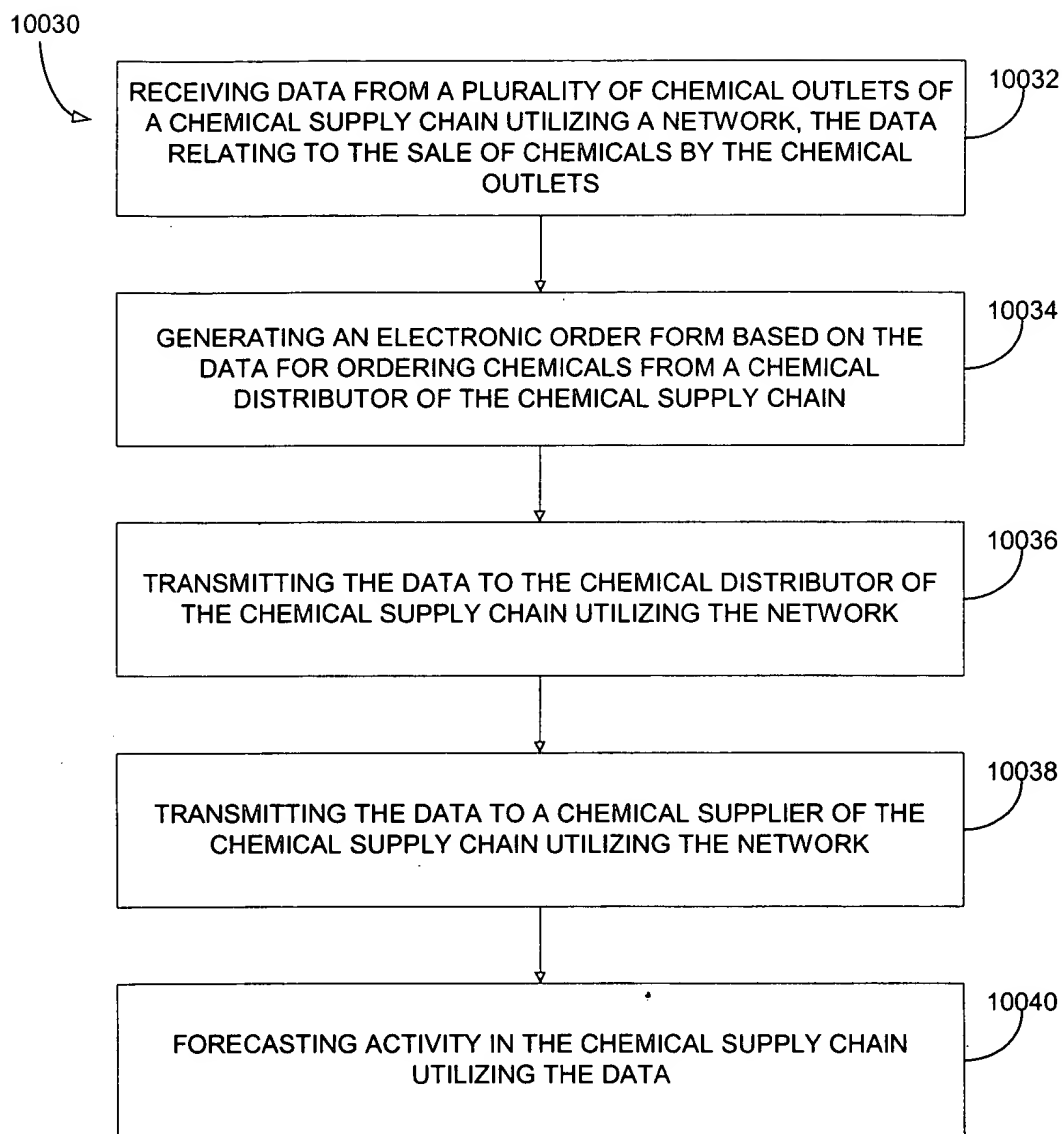 10030
RECEIVING DATA FROM A PLURALITY OF CHEMICAL OUTLETS OF
A CHEMICAL SUPPLY CHAIN UTILIZING A NETWORK, THE DATA
RELATING TO THE SALE OF CHEMICALS BY THE CHEMICAL
OUTLETS
10032
GENERATING AN ELECTRONIC ORDER FORM BASED ON THE
DATA FOR ORDERING CHEMICALS FROM A CHEMICAL
DISTRIBUTOR OF THE CHEMICAL SUPPLY CHAIN
10034
TRANSMITTING THE DATA TO THE CHEMICAL DISTRIBUTOR OF
THE CHEMICAL SUPPLY CHAIN UTILIZING THE NETWORK
10036
TRANSMITTING THE DATA TO A CHEMICAL SUPPLIER OF THE
CHEMICAL SUPPLY CHAIN UTILIZING THE NETWORK
10038
FORECASTING ACTIVITY IN THE CHEMICAL SUPPLY CHAIN
UTILIZING THE DATA
10040